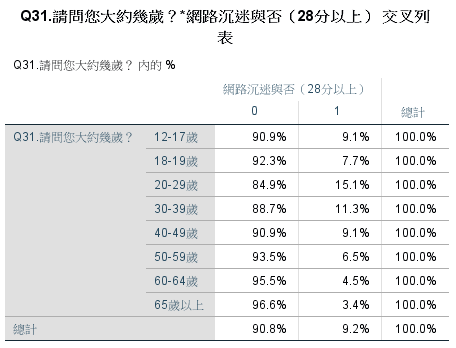 Q31.請問您大約幾歲？*網路沉迷與否（28分以上） 交叉列
表
Q31.請問您大約幾歲？ 內的 %
網路沉迷與否（28分以上）
0 1 總計
Q31.請問您大約幾歲？ 12-17歲 90.9% 9.1% 100.0%
18-19歲 92.3% 7.7% 100.0%
20-29歲 84.9% 15.1% 100.0%
30-39歲 88.7% 11.3% 100.0%
40-49歲 90.9% 9.1% 100.0%
50-59歲 93.5% 6.5% 100.0%
60-64歲 95.5% 4.5% 100.0%
65歲以上 96.6% 3.4% 100.0%
總計 90.8% 9.2% 100.0%